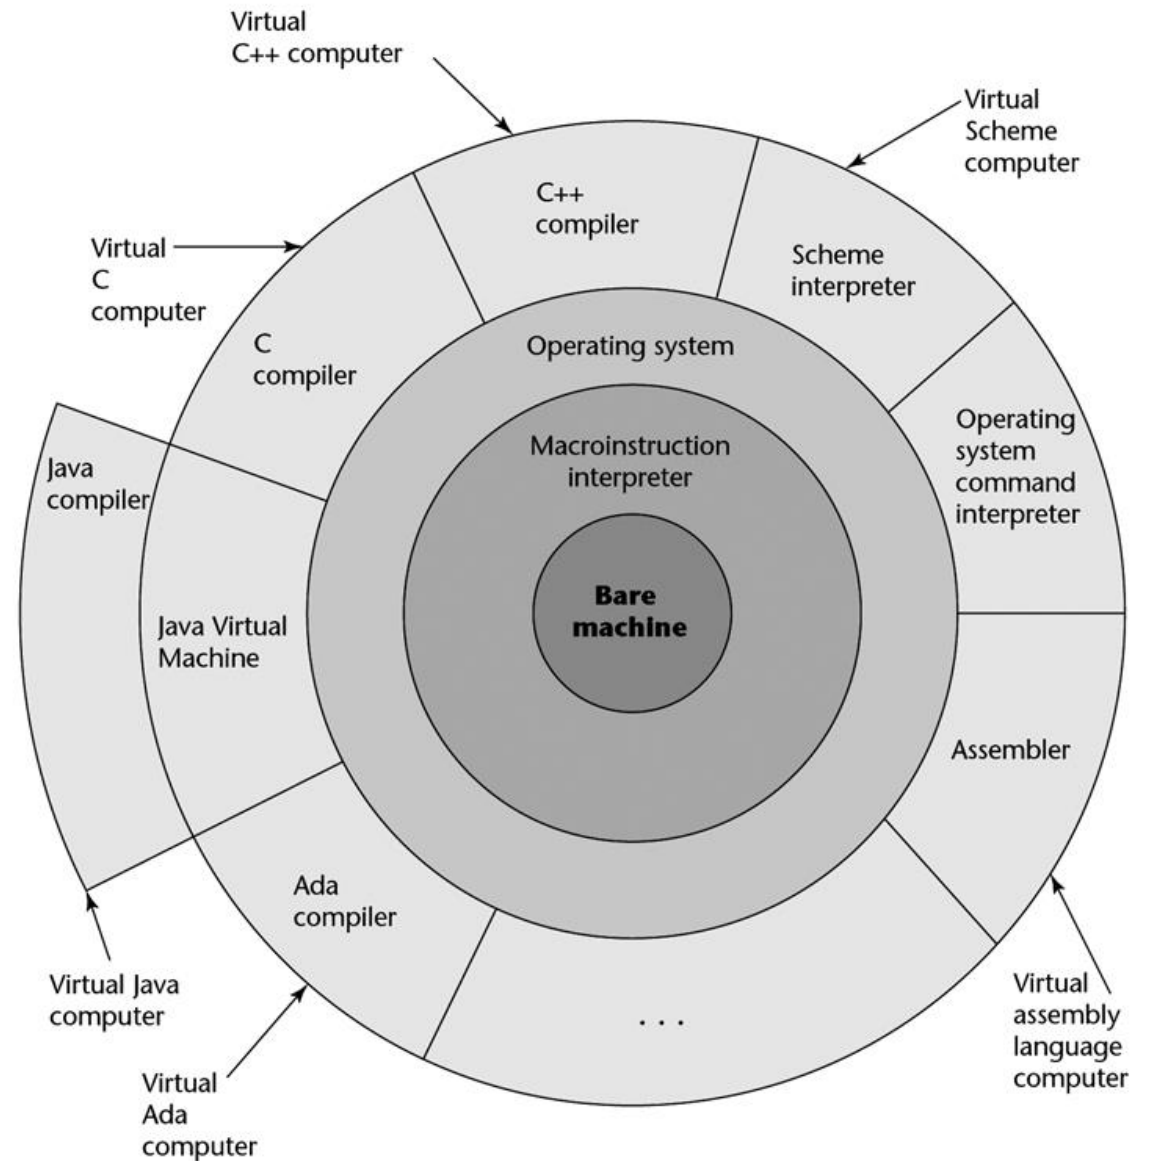 Virtual
C++ computer
Virtual
Scheme
computer
C++
compiler
Virtual
C
computer
Scheme
interpreter
C
compiler
Operating system
Operating
system
command
interpreter
Macroinstruction
interpreter
Java
compiler
Bare
machine
Java Virtual
Machine
Assembler
Ada
compiler
Virtual Java
computer
Virtual
assembly
language
computer
. . .
Virtual
Ada
computer